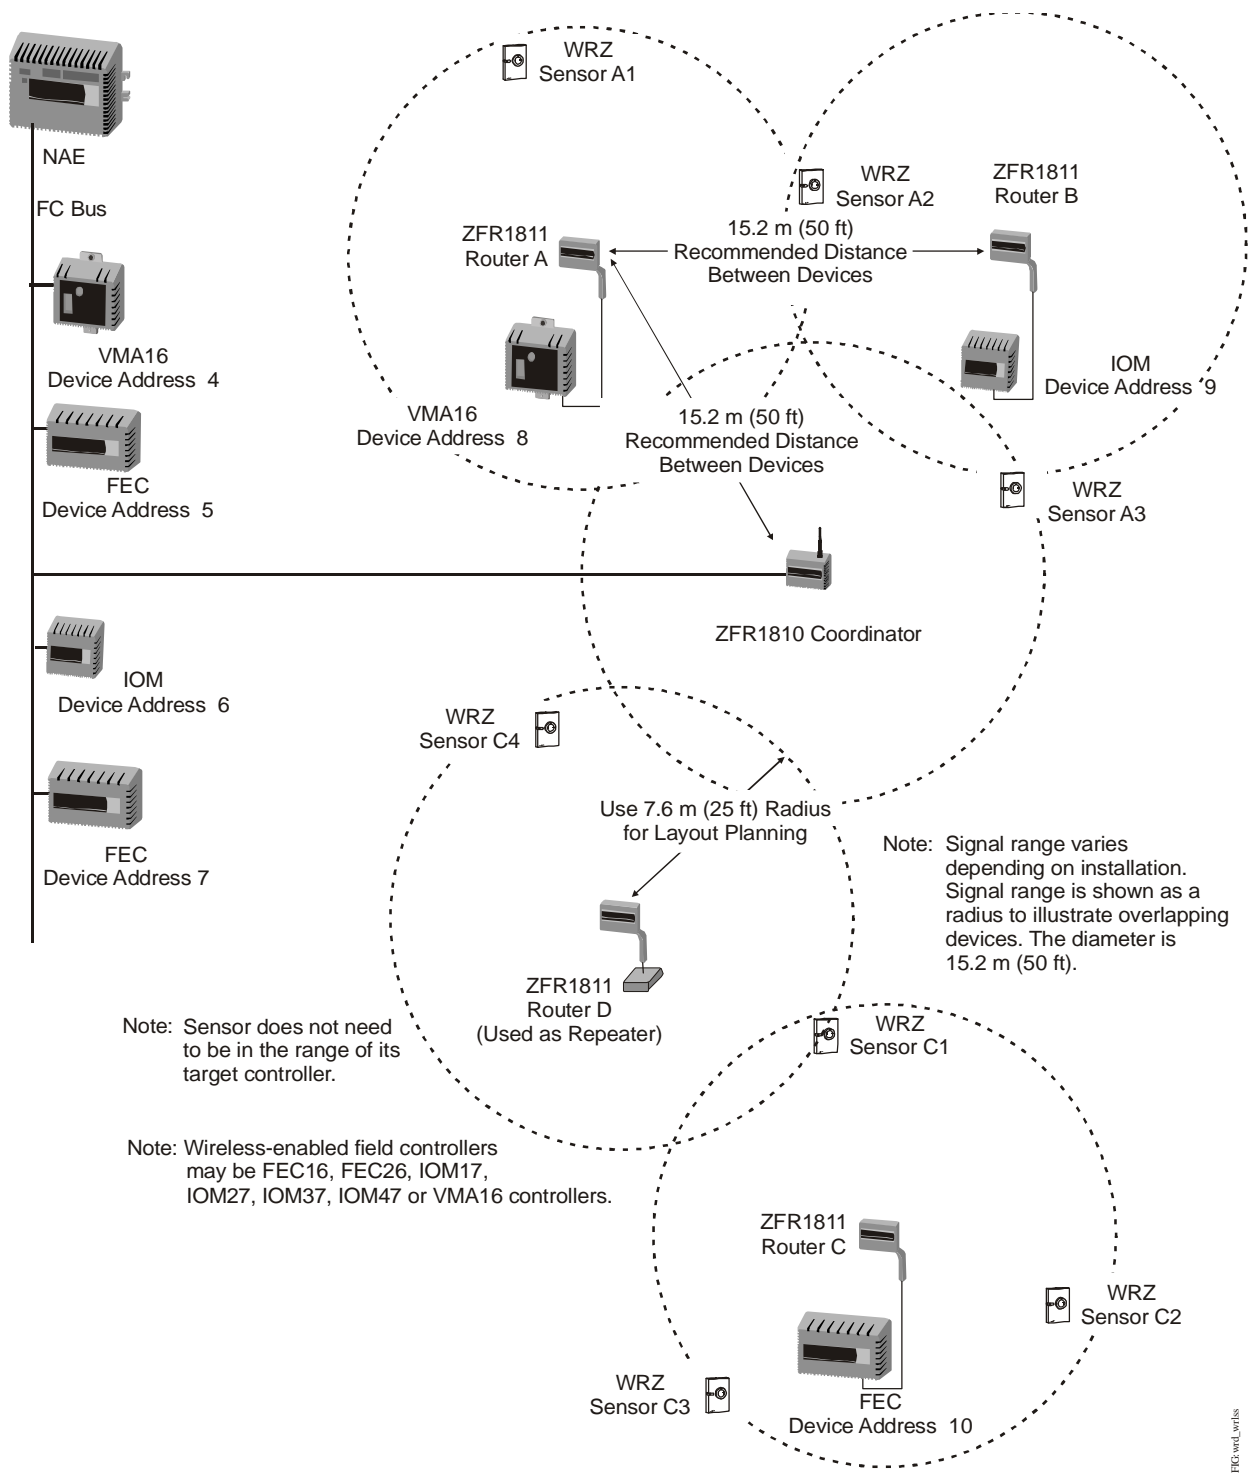 WRZ
Sensor A1
NAE
FC Bus
WRZ
Sensor A2
ZFR1811
Router B
ZFR1811
Router A
15.2 m (50 ft)
Recommended Distance
Between Devices
VMA16
Device Address 4
IOM
Device Address 9
VMA16
Device Address 8
15.2 m (50 ft)
Recommended Distance
Between Devices
FEC
Device Address 5
WRZ
Sensor A3
ZFR1810 Coordinator
IOM
Device Address 6
WRZ
Sensor C4
Use 7.6 m (25 ft) Radius
for Layout Planning
FEC
Device Address 7
Note: Signal range varies
depending on installation.
Signal range is shown as a
radius to illustrate overlapping
devices. The diameter is
15.2 m (50 ft).
ZFR1811
Router D
(Used as Repeater)
Note: Sensor does not need
to be in the range of its
target controller.
WRZ
Sensor C1
Note: Wireless-enabled field controllers
may be FEC16, FEC26, IOM17,
IOM27, IOM37, IOM47 or VMA16 controllers.
ZFR1811
Router C
WRZ
Sensor C2
WRZ
Sensor C3
FEC
Device Address 10
FIG: wrd_wrlss